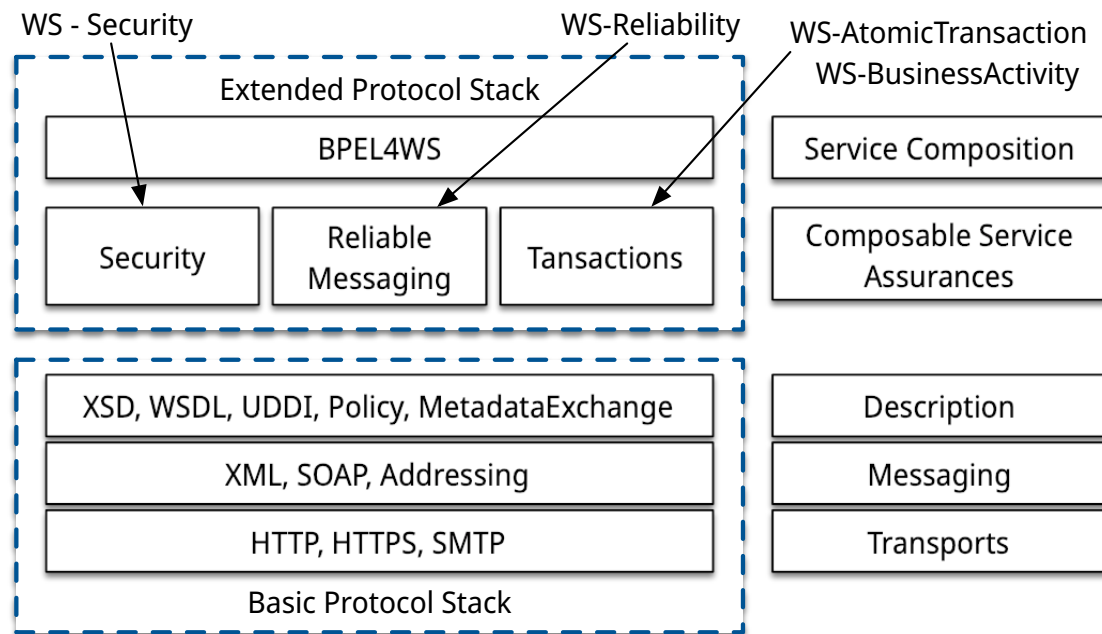 WS - Security
WS-Reliability
WS-AtomicTransaction
WS-BusinessActivity
Extended Protocol Stack
BPEL4WS
Service Composition
Security
Reliable
Messaging
Tansactions
Composable Service
Assurances
XSD, WSDL, UDDI, Policy, MetadataExchange
Description
XML, SOAP, Addressing
Messaging
HTTP, HTTPS, SMTP
Transports
Basic Protocol Stack